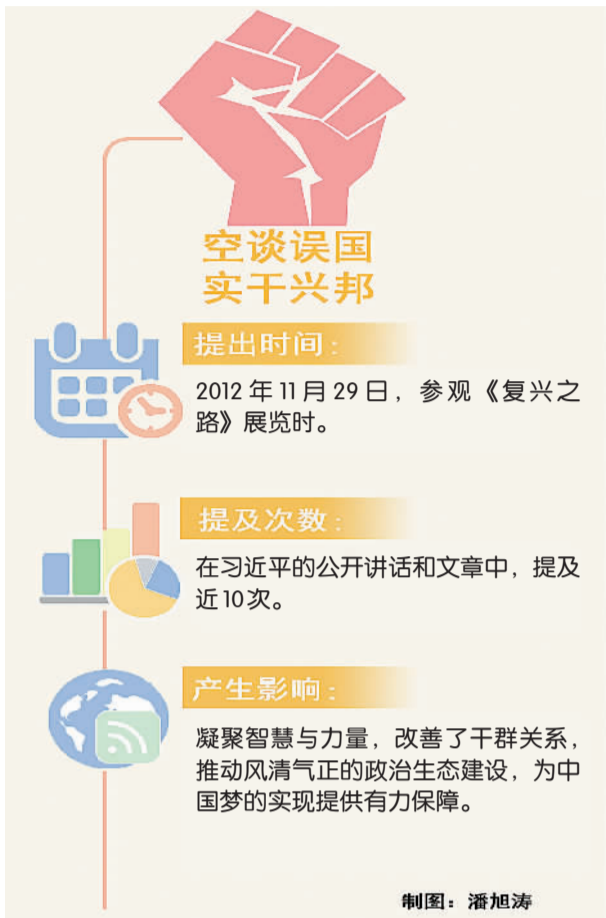 空谈误国
实干兴邦
提出时间：
2012年11月29日，参观《复兴之
路》展览时。
提及次数：
在习近平的公开讲话和文章中，提及
近10次。
产生影响：
凝聚智慧与力量，改善了干群关系，
推动风清气正的政治生态建设，为中
国梦的实现提供有力保障。
制图：潘旭涛